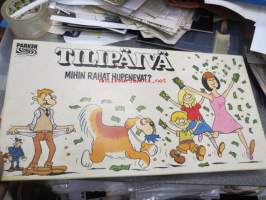 PARKER
TILIPÄIVÄ
MIHIN RAHAT HUPENEVAT?